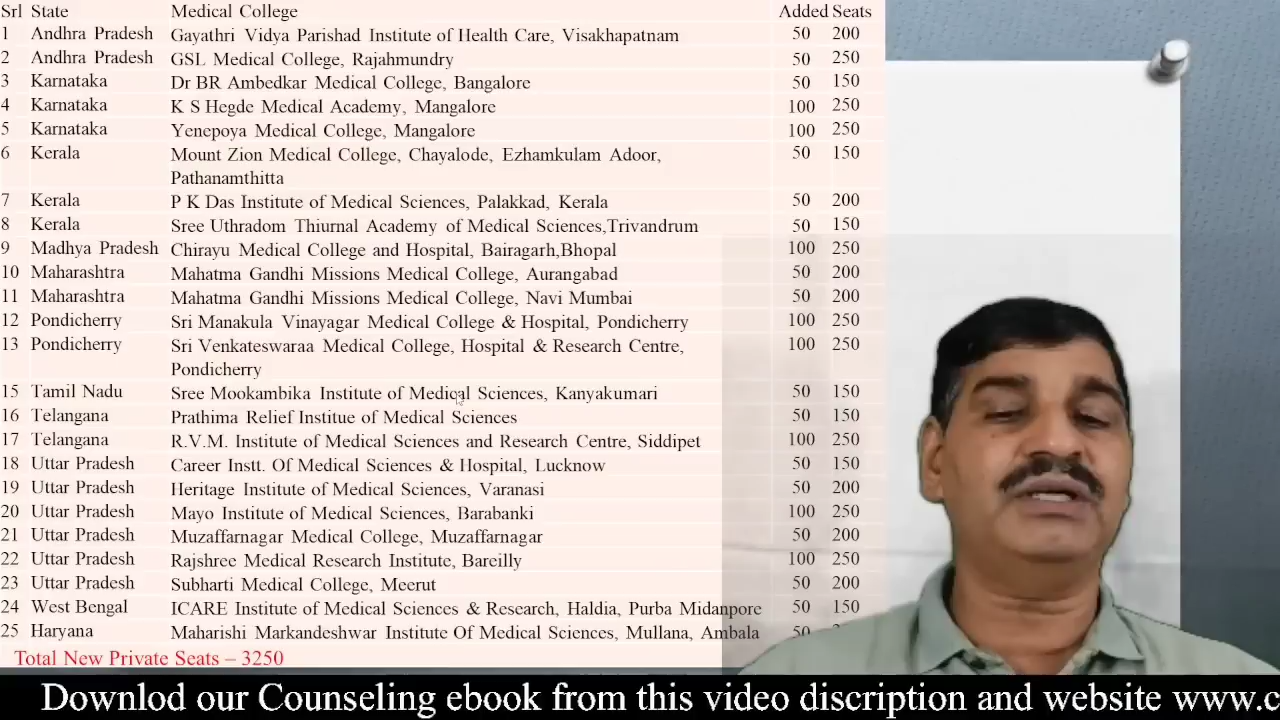 Srl State Medical College Added Seats
1 Andhra Pradesh Gayathri Vidya Parishad Institute of Health Care, Visakhapatnam 50 200
2 Andhra Pradesh GSL Medical College, Rajahmundry 50 250
3 Karnataka Dr BR Ambedkar Medical College, Bangalore 50 150
4 Karnataka K S Hegde Medical Academy, Mangalore 100 250
5 Karnataka Yenepoya Medical College, Mangalore 100 250
6 Kerala Mount Zion Medical College, Chayalode, Ezhamkulam Adoor, 50 150
Pathanamthitta
7 Kerala P K Das Institute of Medical Sciences, Palakkad, Kerala 50 200
8 Kerala Sree Uthradom Thiurnal Academy of Medical Sciences,Trivandrum 50 150
9 Madhya Pradesh Chirayu Medical College and Hospital, Bairagarh,Bhopal 100 250
10 Maharashtra Mahatma Gandhi Missions Medical College, Aurangabad 50 200
11 Maharashtra Mahatma Gandhi Missions Medical College, Navi Mumbai 50 200
12 Pondicherry Sri Manakula Vinayagar Medical College & Hospital, Pondicherry 100 250
13 Pondicherry Sri Venkateswaraa Medical College, Hospital & Research Centre, 100 250
Pondicherry
15 Tamil Nadu Sree Mookambika Institute of Medical Sciences, Kanyakumari 50 150
16 Telangana Prathima Relief Institue of Medical Sciences 50 150
17 Telangana R.V.M. Institute of Medical Sciences and Research Centre, Siddipet 100 250
18 Uttar Pradesh Career Instt. Of Medical Sciences & Hospital, Lucknow 50 150
19 Uttar Pradesh Heritage Institute of Medical Sciences, Varanasi 50 200
20 Uttar Pradesh Mayo Institute of Medical Sciences, Barabanki 100 250
21 Uttar Pradesh Muzaffarnagar Medical College, Muzaffarnagar 50 200
22 Uttar Pradesh Rajshree Medical Research Institute, Bareilly 100 250
23 Uttar Pradesh Subharti Medical College, Meerut 50 200
24 West Bengal ICARE Institute of Medical Sciences & Research, Haldia, Purba Midanpore 50 150
25 Haryana Maharishi Markandeshwar Institute Of Medical Sciences, Mullana, Ambala 50
Total New Private Seats – 3250
Downlod our Counseling ebook from this video discription and website www.c